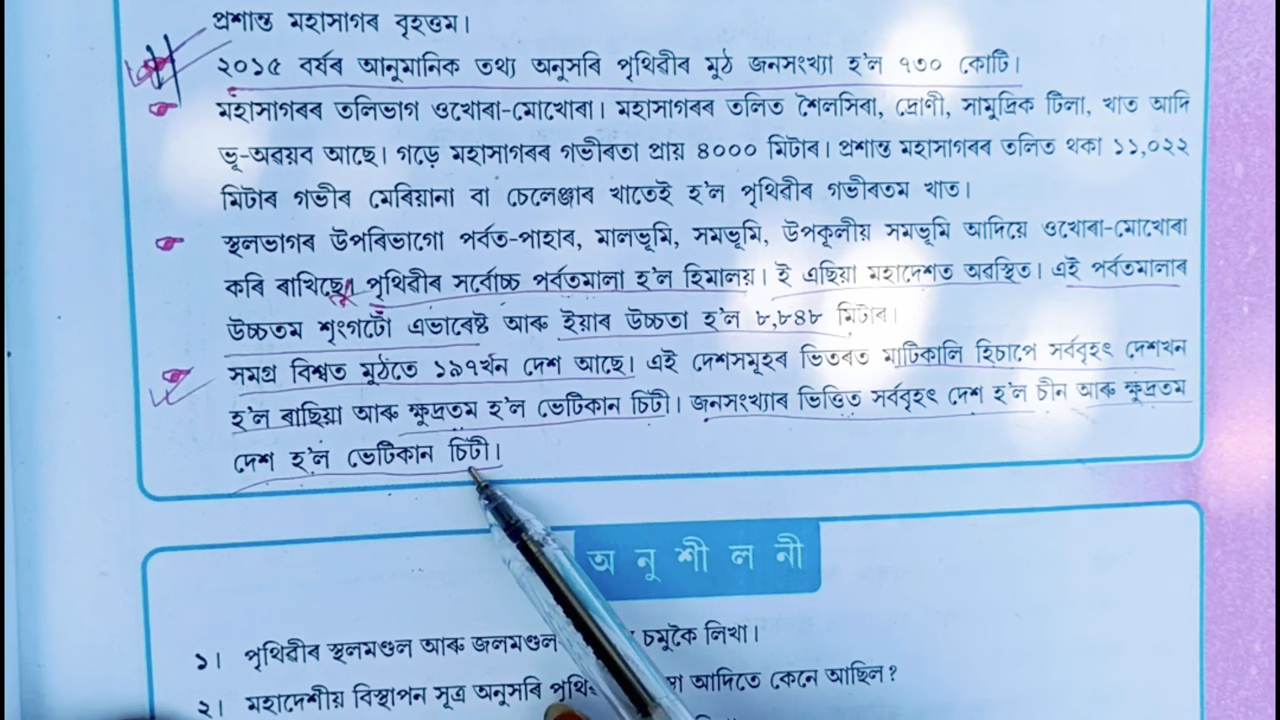 প্ৰশান্ত মহাসাগৰ বৃহত্তম।
২০১৫ বৰ্ষৰ আনুমানিক তথ্য অনুসৰি পৃথিৱীৰ মুঠ জনসংখ্যা হ'ল ৭৩০ কোটি।
মহাসাগৰৰ তলিভাগ ওখোৰা-মোখোৰা। মহাসাগৰৰ তলিত শৈলসিৰা, দ্ৰোণী, সামুদ্ৰিক টিলা, খাত আদি
ভূ-অৱয়ব আছে। গড়ে মহাসাগৰৰ গভীৰতা প্ৰায় ৪০০০ মিটাৰ। প্ৰশান্ত মহাসাগৰৰ তলিত থকা ১১,০২২
মিটাৰ গভীৰ মেৰিয়ানা বা চেলেঞ্জাৰ খাতেই হ'ল পৃথিৱীৰ গভীৰতম খাত।
স্থলভাগৰ উপৰিভাগো পৰ্বত-পাহাৰ, মালভূমি, সমভূমি, উপকূলীয় সমভূমি আদিয়ে ওখোৰা-মোখোৰা
কৰি ৰাখিছে। পৃথিৱীৰ সৰ্বোচ্চ পৰ্বতমালা হ'ল হিমালয়। ই এছিয়া মহাদেশত অৱস্থিত। এই পৰ্বতমালাৰ
উচ্চতম শৃংগটো এভাৰেষ্ট আৰু ইয়াৰ উচ্চতা হ'ল ৮,৮৪৮ মিটাৰ।
সমগ্ৰ বিশ্বত মুঠতে ১৯৭খন দেশ আছে। এই দেশসমূহৰ ভিতৰত মাটিকালি হিচাপে সৰ্ববৃহৎ দেশখন
হ'ল ৰাছিয়া আৰু ক্ষুদ্ৰতম হ'ল ভেটিকান চিটী। জনসংখ্যাৰ ভিত্তিত সৰ্ববৃহৎ দেশ হ'ল চীন আৰু ক্ষুদ্ৰতম
দেশ হ'ল ভেটিকান চিটী।
অনুশীলনী
১। পৃথিৱীৰ স্থলমণ্ডল আৰু জলমণ্ডল চমুকৈ লিখা।
২। মহাদেশীয় বিস্থাপন সূত্ৰ অনুসৰি আদিতে কেনে আছিল?